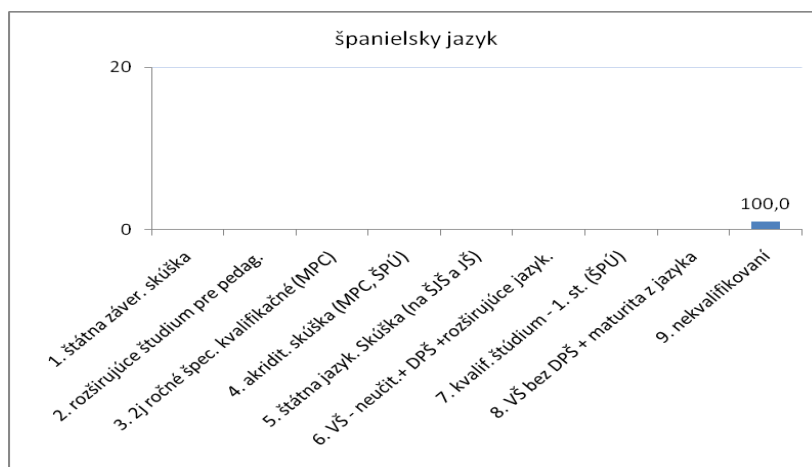 španielsky jazyk
20
0
100,0
1. štátna záver. skúška
2. rozširujúce študium pre pedag.
3. 2j ročné špec. kvalifikačné (MPC)
4. akridit. skúška (MPC, ŠPÚ)
5. štátna jazyk. Skúška (na ŠJŠ a JŠ)
6. VŠ - neučit.+ DPŠ +rozširujúce jazyk.
7. kvalif. štúdium - 1. st. (ŠPÚ)
8. VŠ bez DPŠ + maturita z jazyka
9. nekvalifikovaní